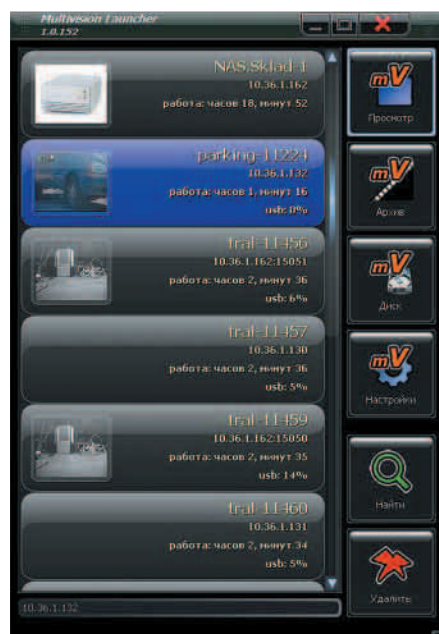 Multivision Launcher
1.0.152
NAS.Sklad-1
10.36.1.162
работа: часов 18, минут 52
parking-11224
10.36.1.132
работа: часов 1, минут 16
usb: 0%
tral-11456
10.36.1.162:15051
работа: часов 2, минут 36
usb: 6%
tral-11457
10.36.1.130
работа: часов 2, минут 36
usb: 5%
tral-11459
10.36.1.162:15050
работа: часов 2, минут 35
usb: 14%
tral-11460
10.36.1.131
работа: часов 2, минут 34
usb: 5%
10.36.1.132
mV
Просмотр
mV
Архив
mV
Диск
mV
Настройки
Найти
Удалить